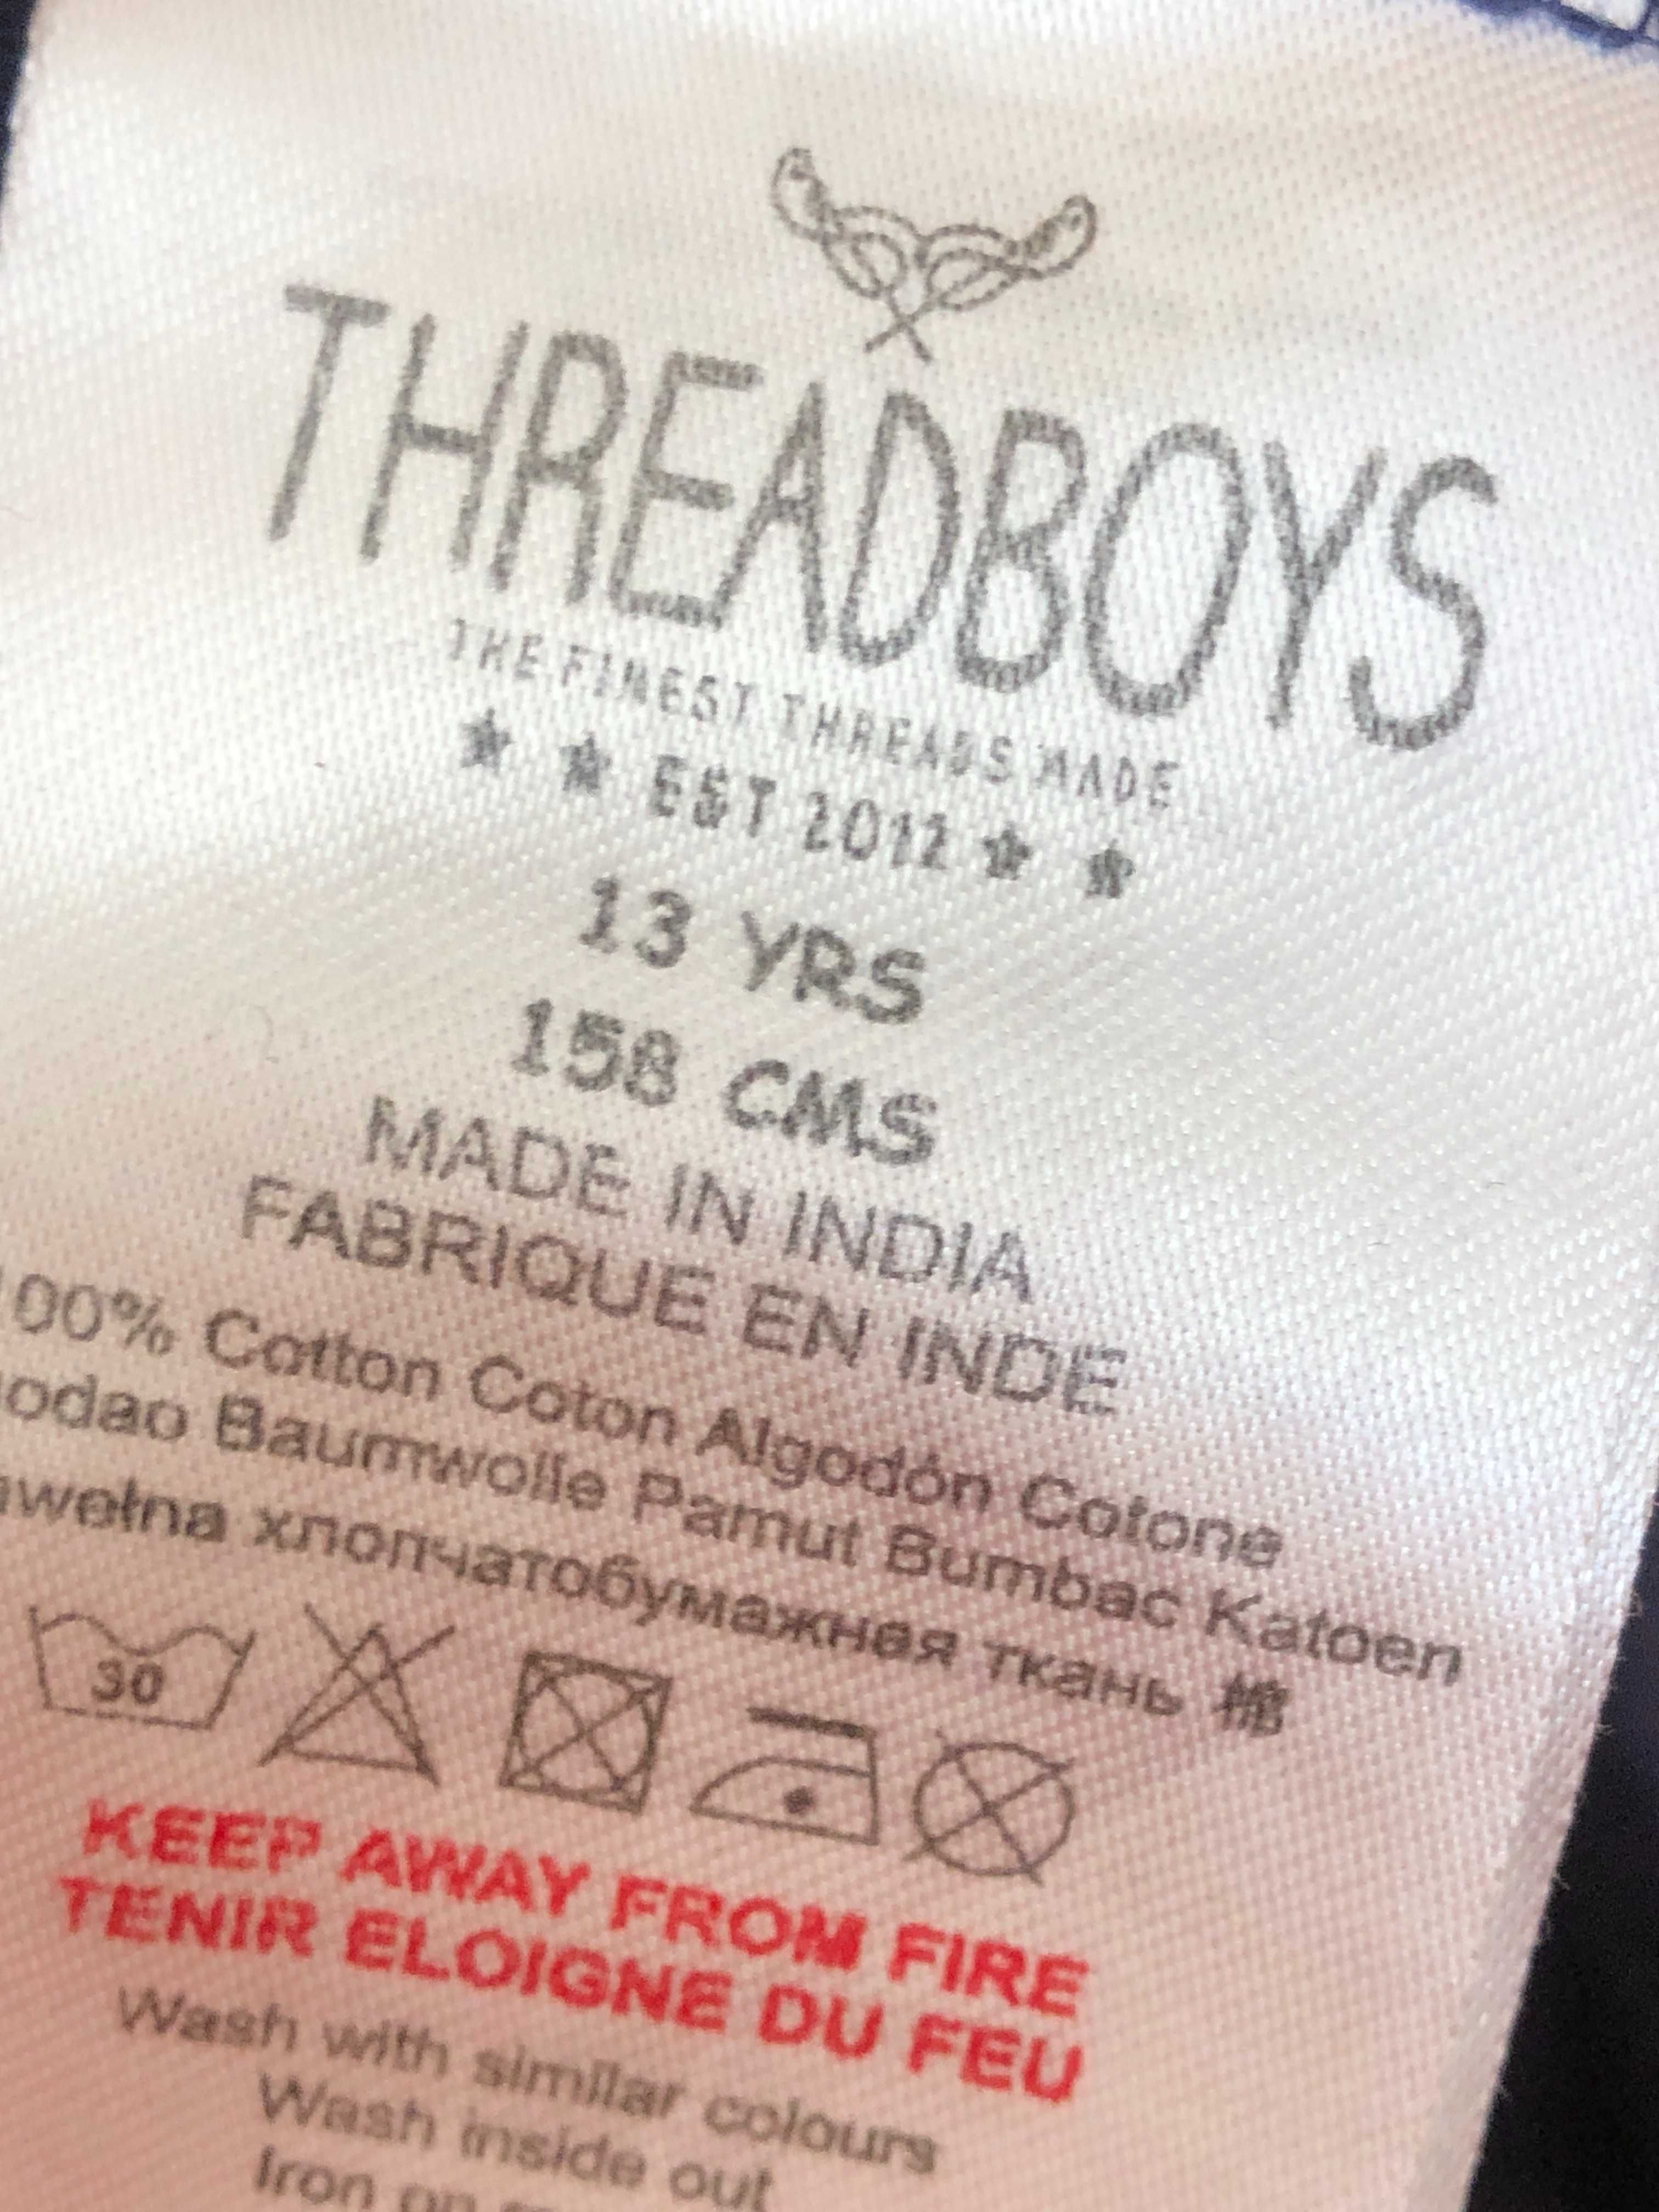 THREADBOYS
THE FINEST THREADS MADE
EST 2012
13 YRS
158 CMS
MADE IN INDIA
FABRIQUE EN INDE
00% Cotton Coton Algodón Cotone
odao Baumwolle Pamut Bumbac Katoen
wełna хлопчатобумажная ткань 棉
30
KEEP AWAY FROM FIRE
TENIR ELOIGNE DU FEU
Wash with similar colours
Wash inside out
Iron on